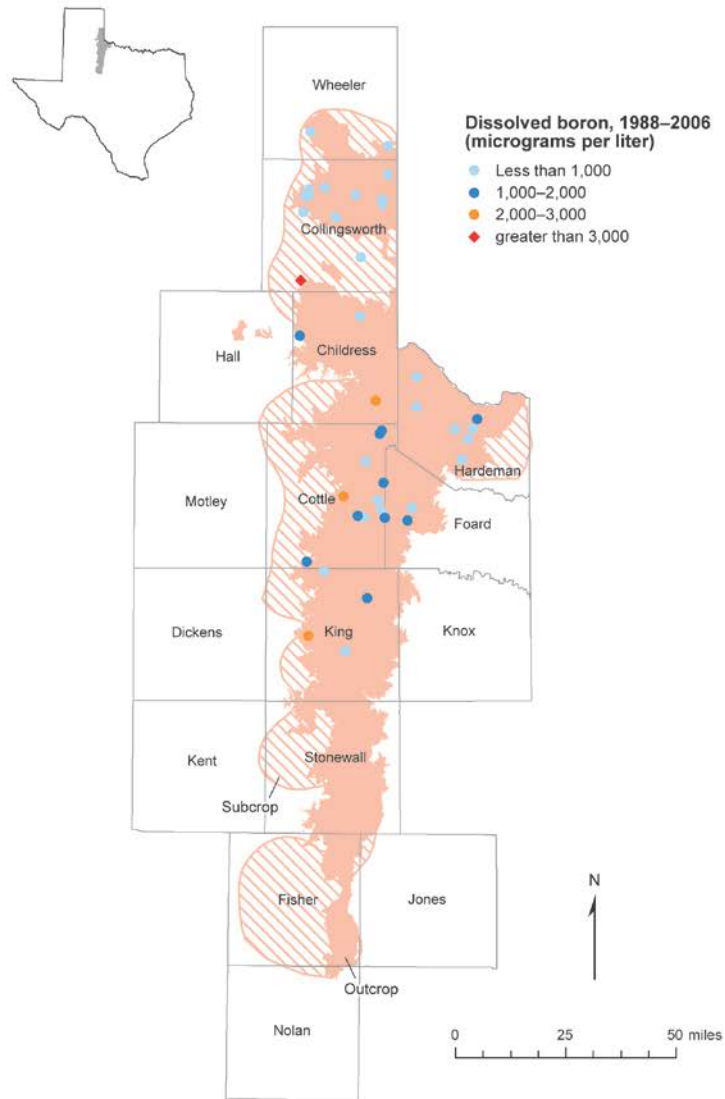 Wheeler
Dissolved boron, 1988–2006
(micrograms per liter)
Less than 1,000
1,000–2,000
2,000–3,000
greater than 3,000
Collingsworth
Hall
Childress
Hardeman
Motley
Cottle
Foard
Dickens
King
Knox
Kent
Stonewall
Subcrop
Fisher
Jones
N
Outcrop
Nolan
0 25 50 miles